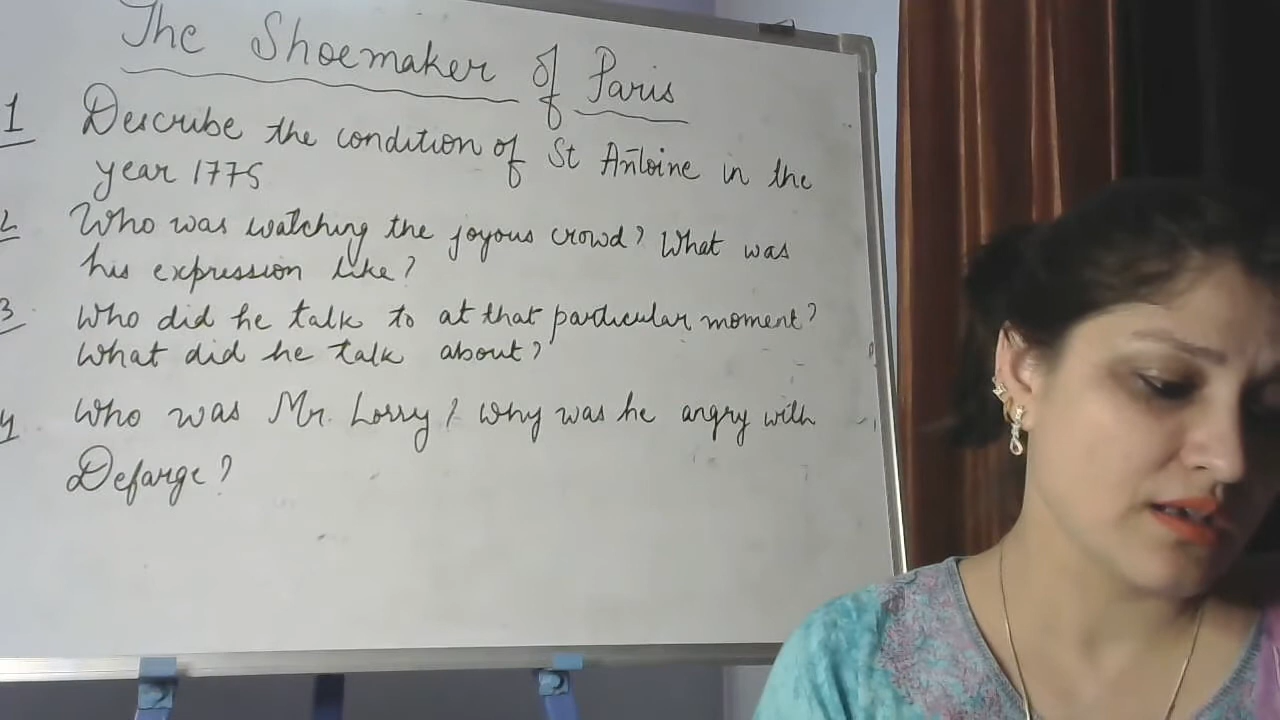 The Shoemaker of Paris
1 Describe the condition of St Antoine in the
year 1775
2 Who was watching the joyous crowd? What was
his expression like?
3 Who did he talk to at that particular moment?
What did he talk about?
4 Who was Mr. Lorry? Why was he angry with
Defarge?